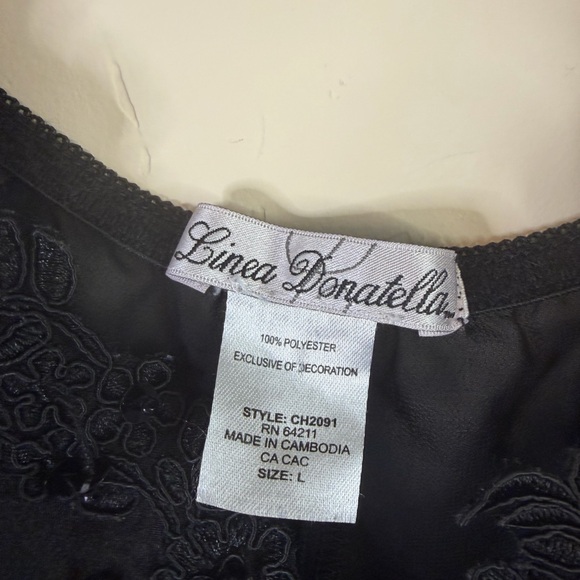 Linea Donatella
100% POLYESTER
EXCLUSIVE OF DECORATION
STYLE: CH2091
RN 64211
MADE IN CAMBODIA
CA CAC
SIZE: L